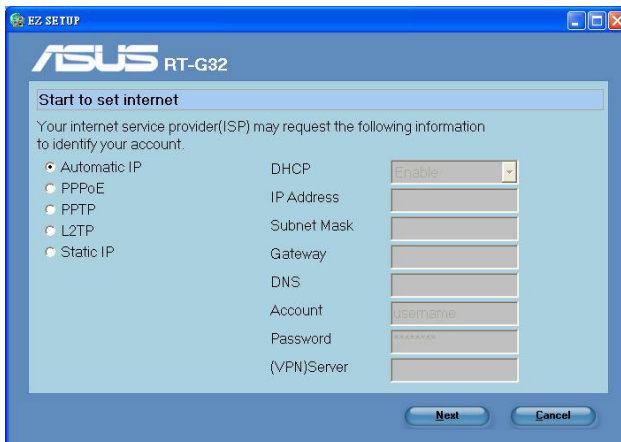 EZ SETUP
ASUS RT-G32
Start to set internet
Your internet service provider(ISP) may request the following information
to identify your account.
Automatic IP
PPPoE
PPTP
L2TP
Static IP
DHCP Enable
IP Address
Subnet Mask
Gateway
DNS
Account username
Password ********
(VPN)Server
Next Cancel